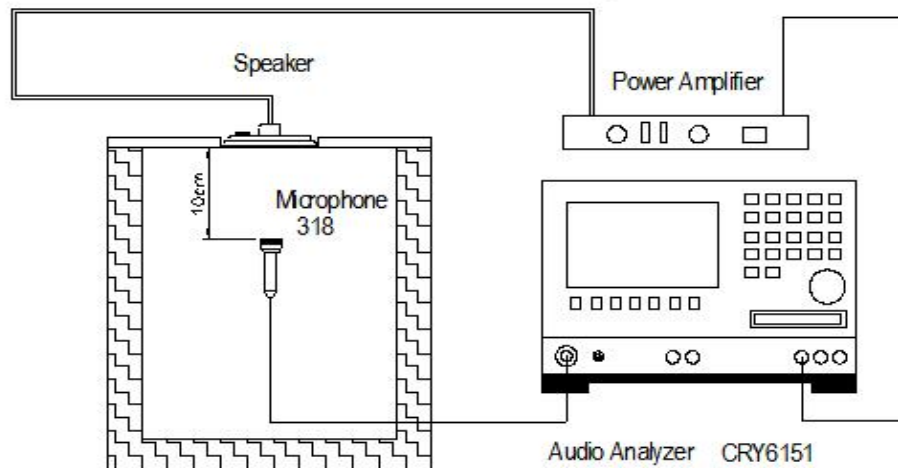 Speaker
Power Amplifier
10cm
Microphone
318
Audio Analyzer CRY6151